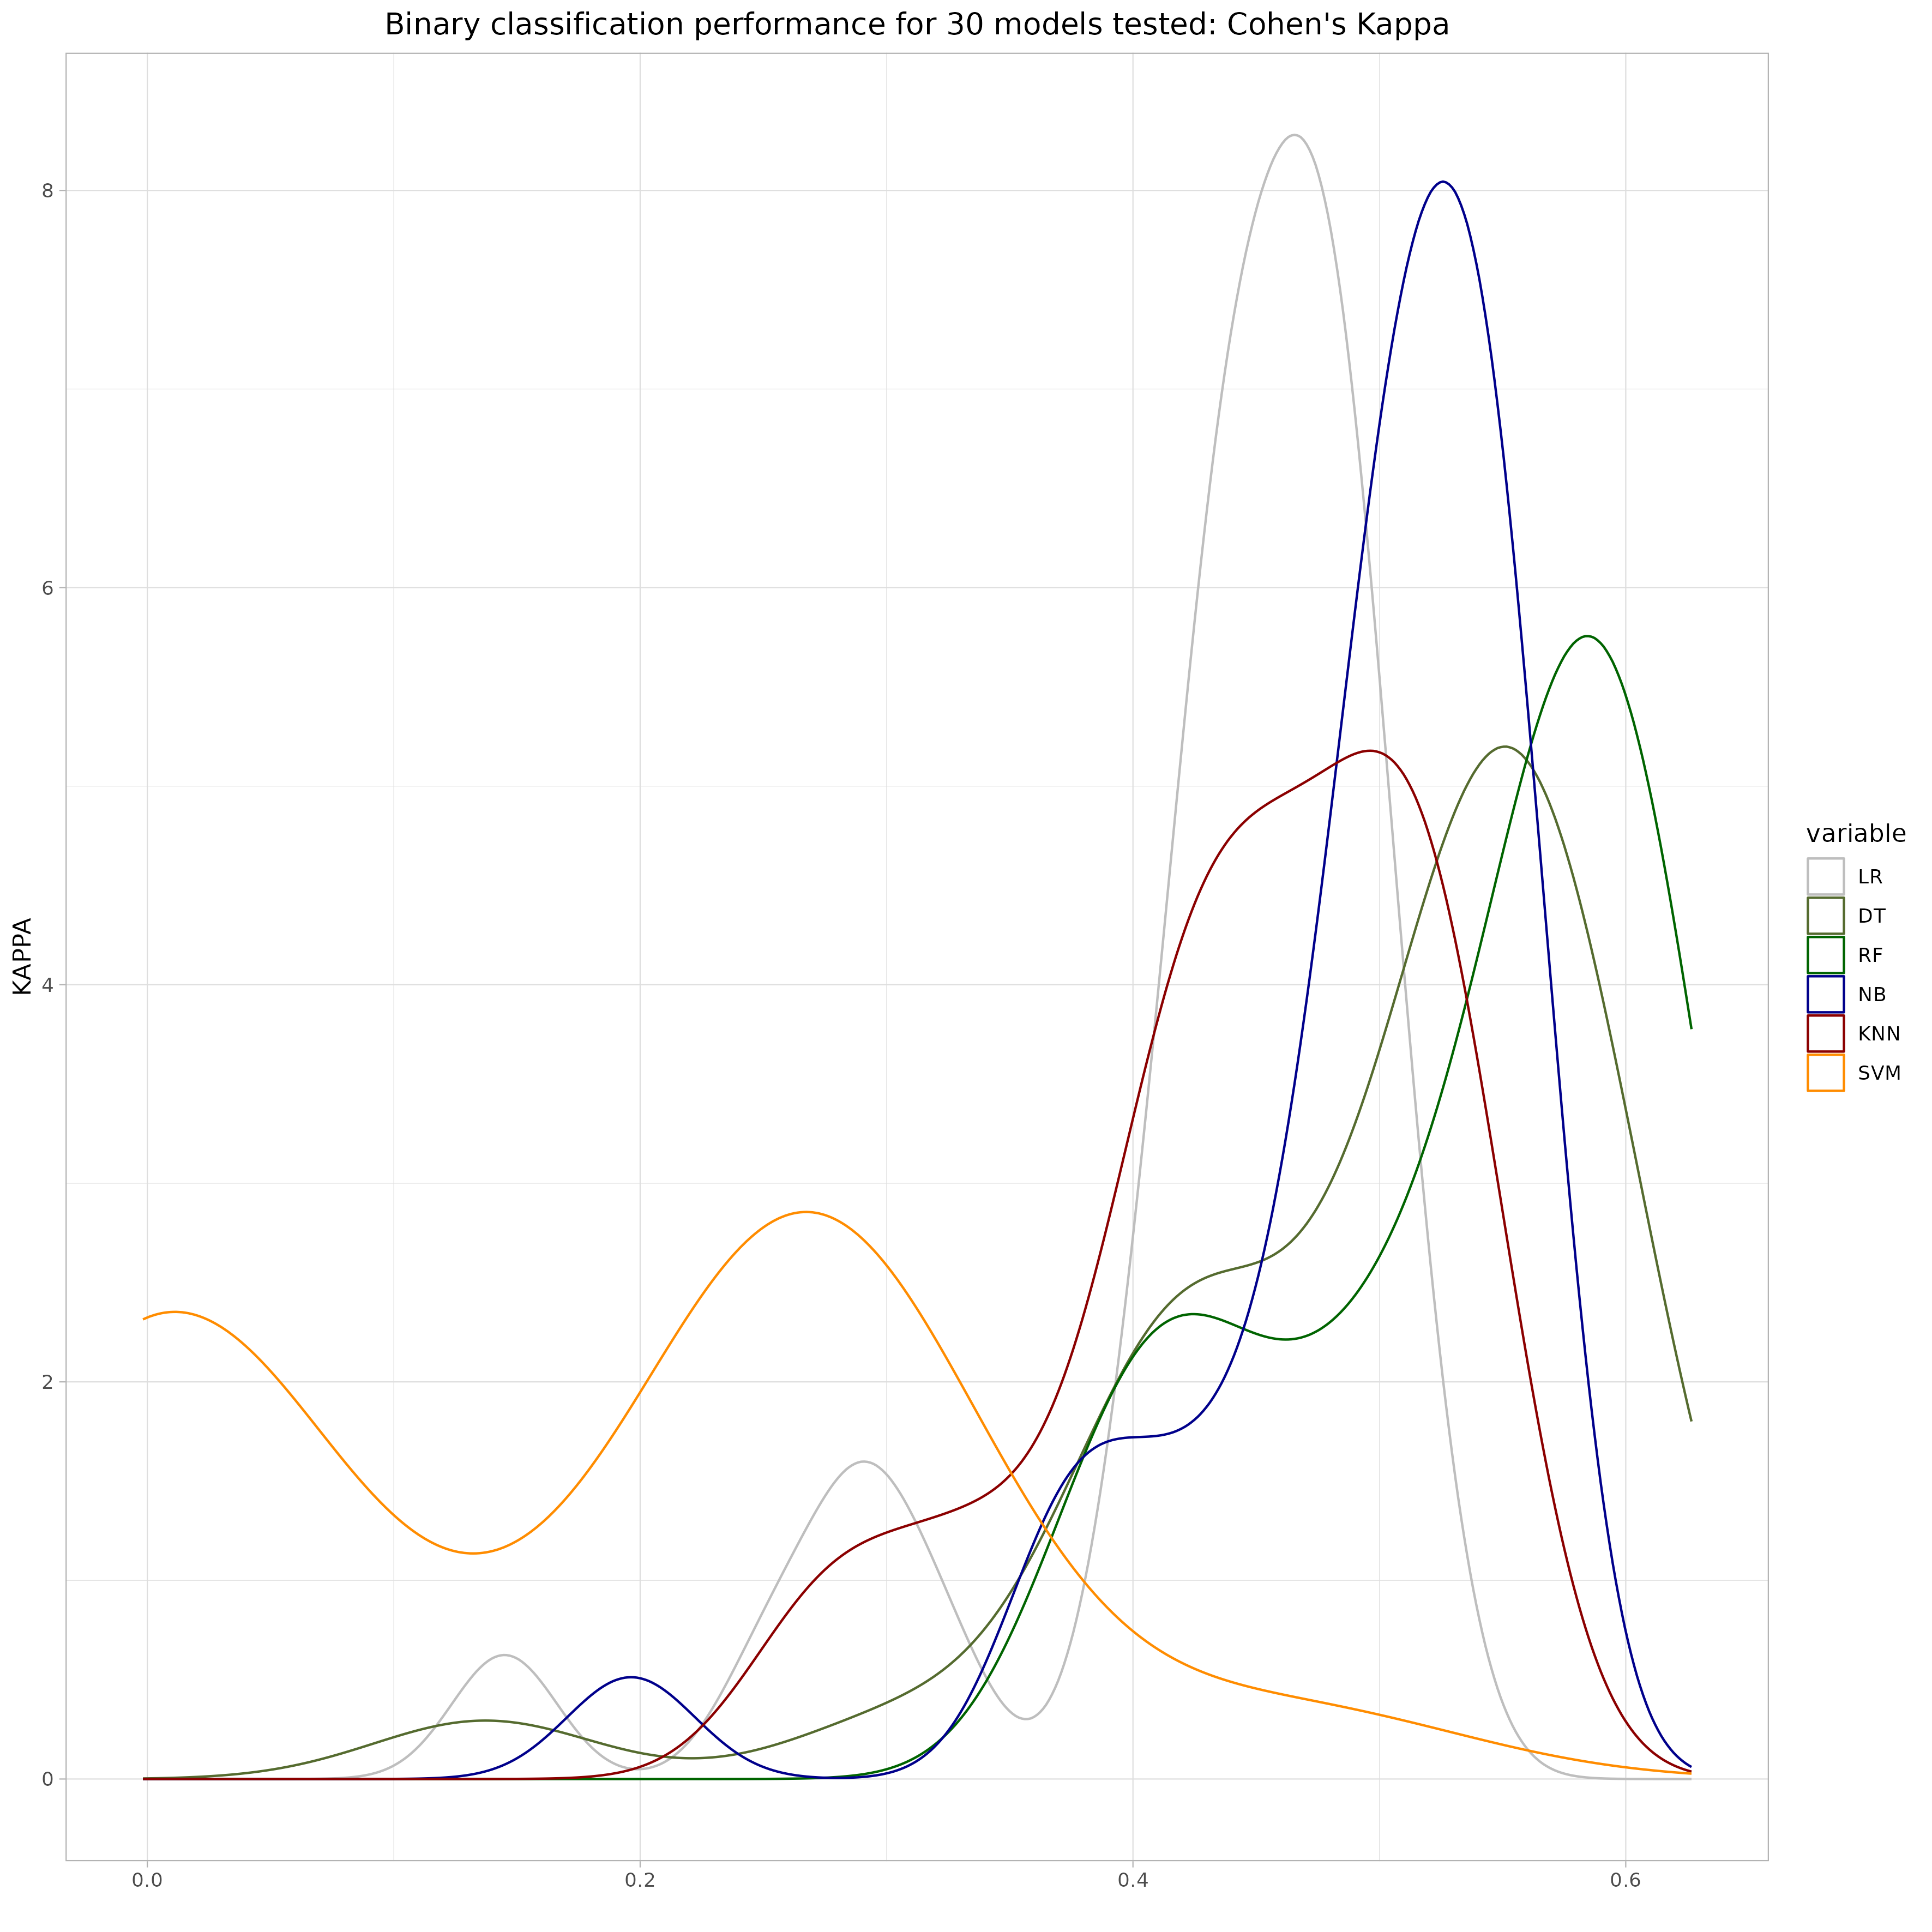 Binary classification performance for 30 models tested: Cohen's Kappa
KAPPA
8
6
4
2
0
0.0 0.2 0.4 0.6
variable
LR
DT
RF
NB
KNN
SVM